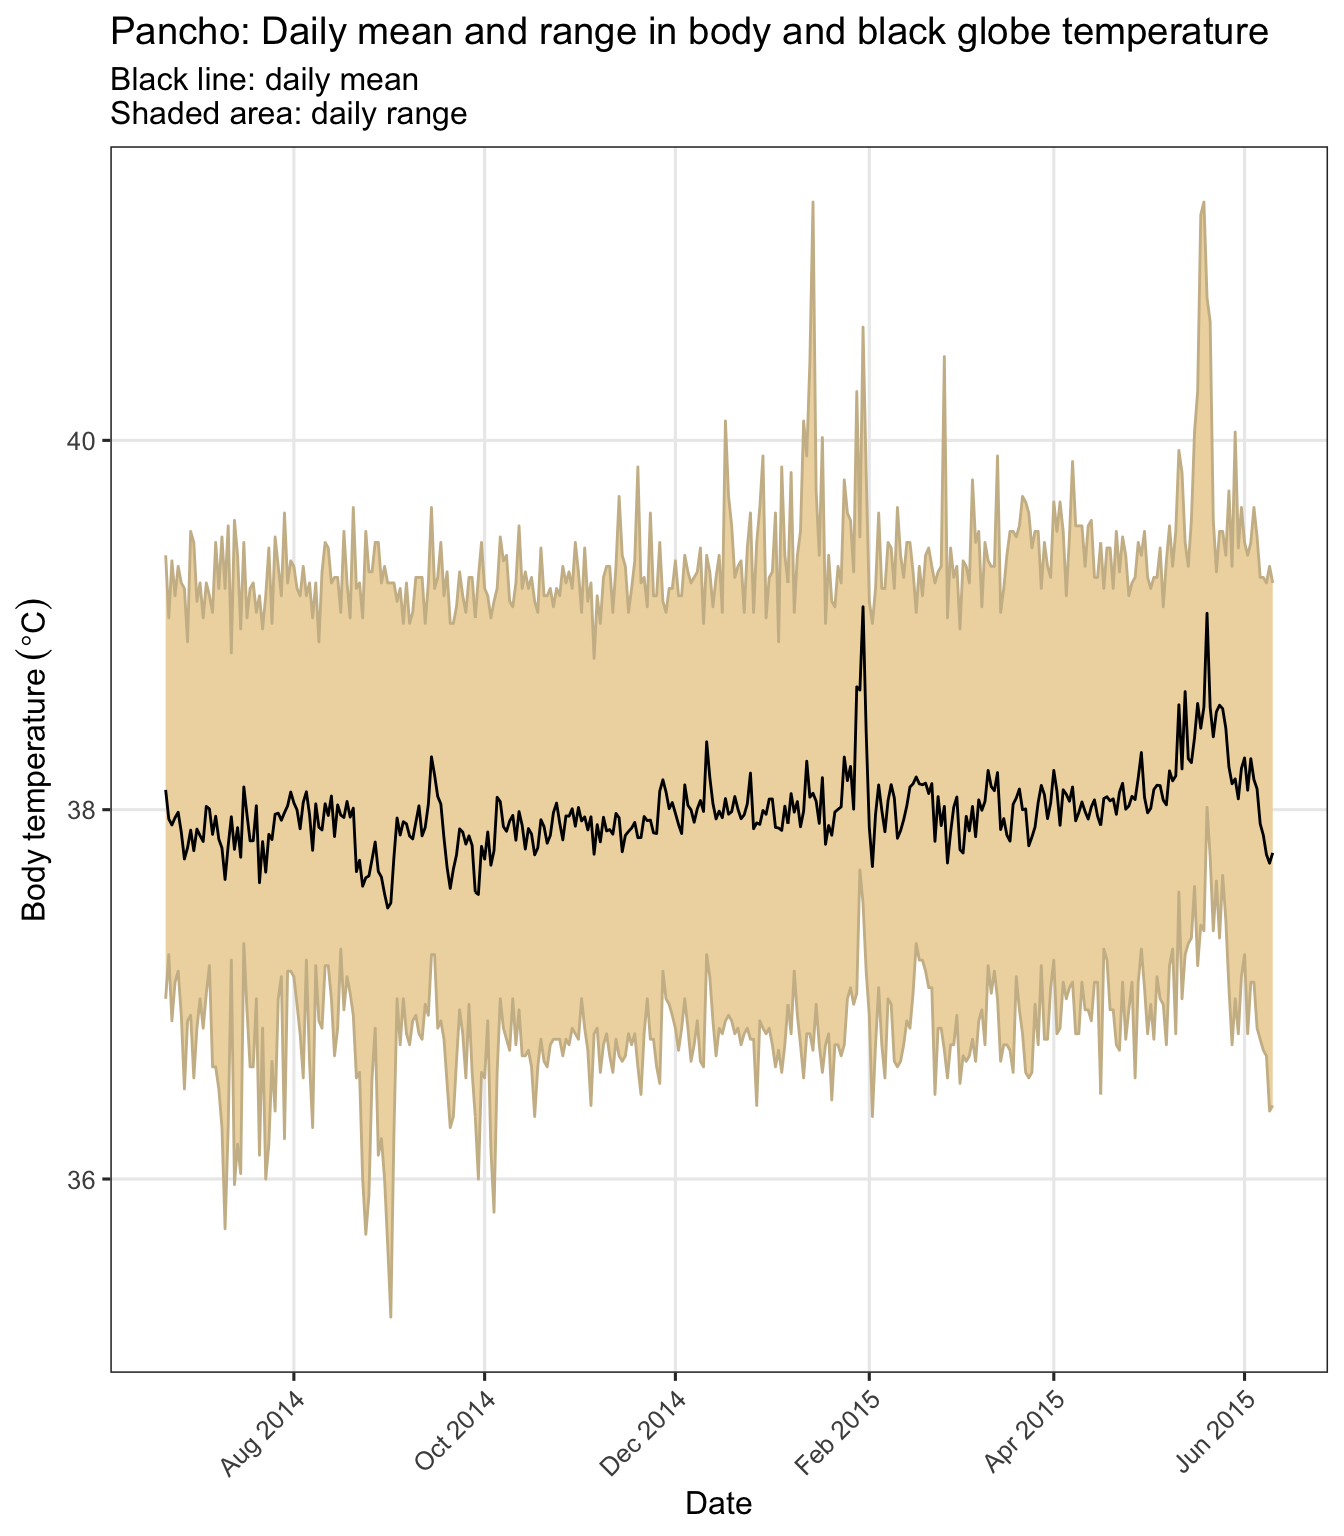 Pancho: Daily mean and range in body and black globe temperature
Black line: daily mean
Shaded area: daily range
Body temperature (°C)
40
38
36
Aug 2014
Oct 2014
Dec 2014
Feb 2015
Apr 2015
Jun 2015
Date